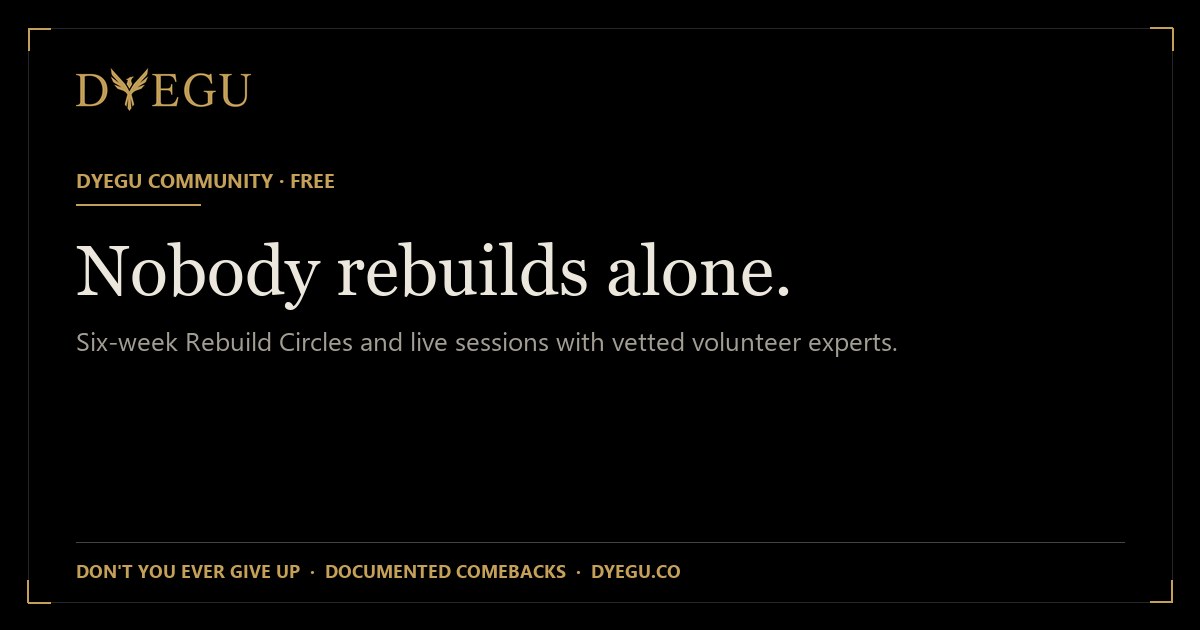 DYEGU
DYEGU COMMUNITY · FREE
Nobody rebuilds alone.
Six-week Rebuild Circles and live sessions with vetted volunteer experts.
DON'T YOU EVER GIVE UP · DOCUMENTED COMEBACKS · DYEGU.CO